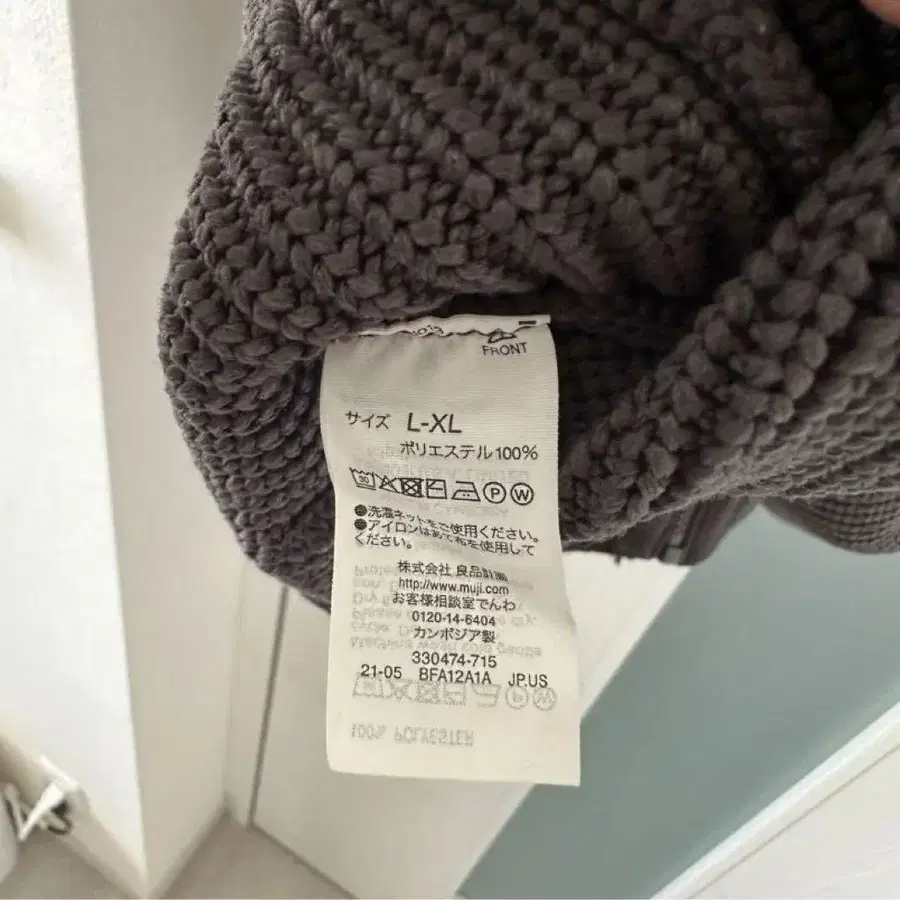 FRONT
サイズ L-XL
ポリエステル100%
30 P W
●洗濯ネットをご使用ください。
●アイロンはあて布を使用して
ください。
株式会社 良品計画
http://www.muji.com
お客様相談室でんわ
0120-14-6404
カンボジア製
330474-715
21-05 BFA12A1A JP.US
100% POLYESTER